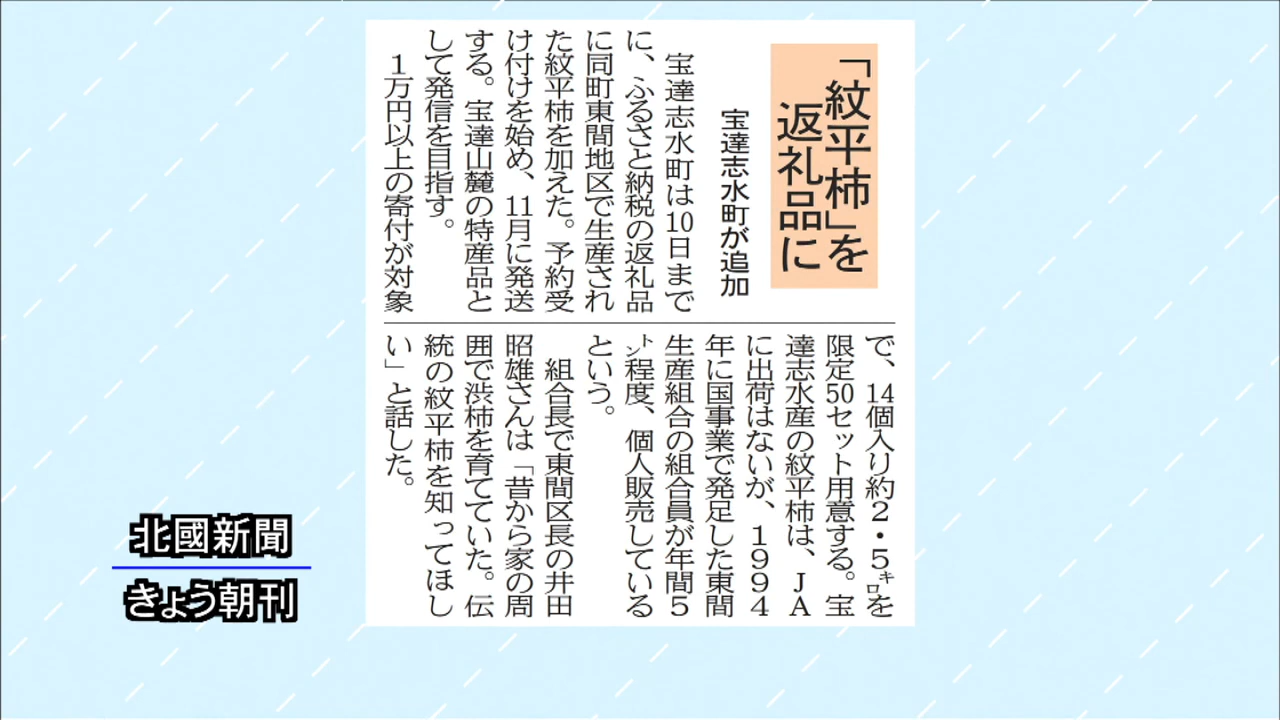 「紋平柿」を
返礼品に
宝達志水町が追加
　宝達志水町は10日まで
に、ふるさと納税の返礼品
に同町東間地区で生産され
た紋平柿を加えた。予約受
け付けを始め、11月に発送
する。宝達山麓の特産品と
して発信を目指す。
　１万円以上の寄付が対象
で、14個入り約２・５㌔を
限定50セット用意する。宝
達志水産の紋平柿は、ＪＡ
に出荷はないが、１９９４
年に国事業で発足した東間
生産組合の組合員が年間５
㌧程度、個人販売している
という。
　組合長で東間区長の井田
昭雄さんは「昔から家の周
囲で渋柿を育てていた。伝
統の紋平柿を知ってほし
い」と話した。
北國新聞
きょう朝刊